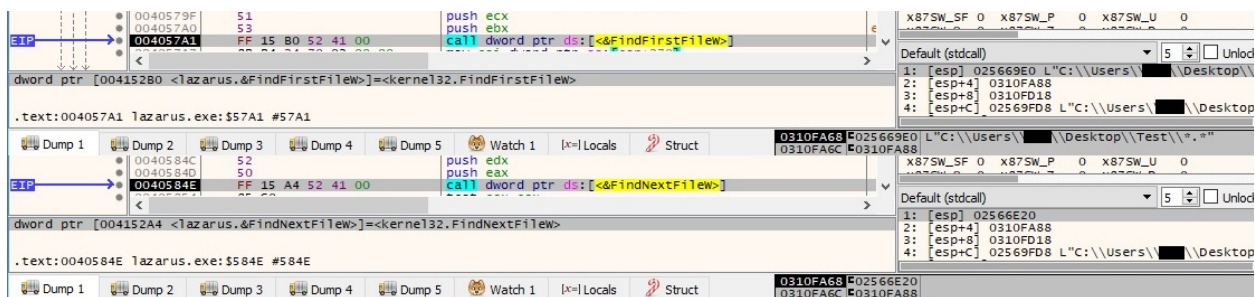 0040579F 51 push ecx
004057A0 53 push ebx
EIP 004057A1 FF 15 B0 52 41 00 call dword ptr ds:[<&FindFirstFileW>]
dword ptr [004152B0 <lazarus.&FindFirstFileW>]=<kernel32.FindFirstFileW>
.text:004057A1 lazarus.exe:$57A1 #57A1
Dump 1 Dump 2 Dump 3 Dump 4 Dump 5 Watch 1 [x=] Locals Struct
x87SW_SF 0 x87SW_P 0 x87SW_U 0
Default (stdcall) 5 Unlock
1: [esp] 025669E0 L"C:\\Users\\ \\Desktop\\
2: [esp+4] 0310FA88
3: [esp+8] 0310FD18
4: [esp+C] 02569FD8 L"C:\\Users\\ \\Desktop
0310FA68 025669E0 L"C:\\Users\\ \\Desktop\\Test\\*.*"
0310FA6C 0310FA88
0040584C 52 push edx
0040584D 50 push eax
EIP 0040584E FF 15 A4 52 41 00 call dword ptr ds:[<&FindNextFileW>]
dword ptr [004152A4 <lazarus.&FindNextFileW>]=<kernel32.FindNextFileW>
.text:0040584E lazarus.exe:$584E #584E
Dump 1 Dump 2 Dump 3 Dump 4 Dump 5 Watch 1 [x=] Locals Struct
x87SW_SF 0 x87SW_P 0 x87SW_U 0
Default (stdcall) 5 Unlock
1: [esp] 02566E20
2: [esp+4] 0310FA88
3: [esp+8] 0310FD18
4: [esp+C] 02569FD8 L"C:\\Users\\ \\Desktop
0310FA68 02566E20
0310FA6C 0310FA88